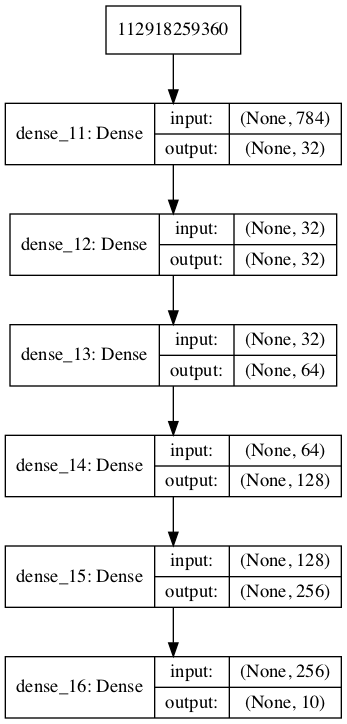 112918259360
dense_11: Dense
input: (None, 784)
output: (None, 32)
dense_12: Dense
input: (None, 32)
output: (None, 32)
dense_13: Dense
input: (None, 32)
output: (None, 64)
dense_14: Dense
input: (None, 64)
output: (None, 128)
dense_15: Dense
input: (None, 128)
output: (None, 256)
dense_16: Dense
input: (None, 256)
output: (None, 10)